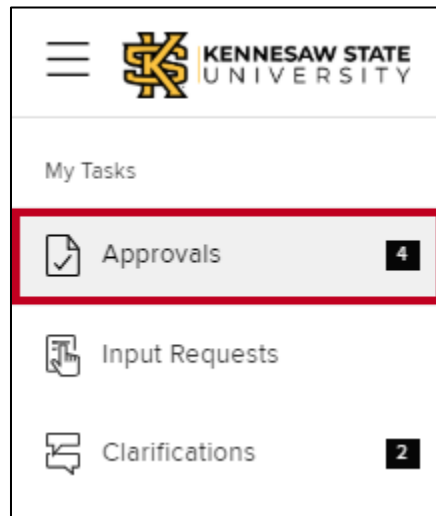 KENNESAW STATE
UNIVERSITY
My Tasks
Approvals 4
Input Requests
Clarifications 2